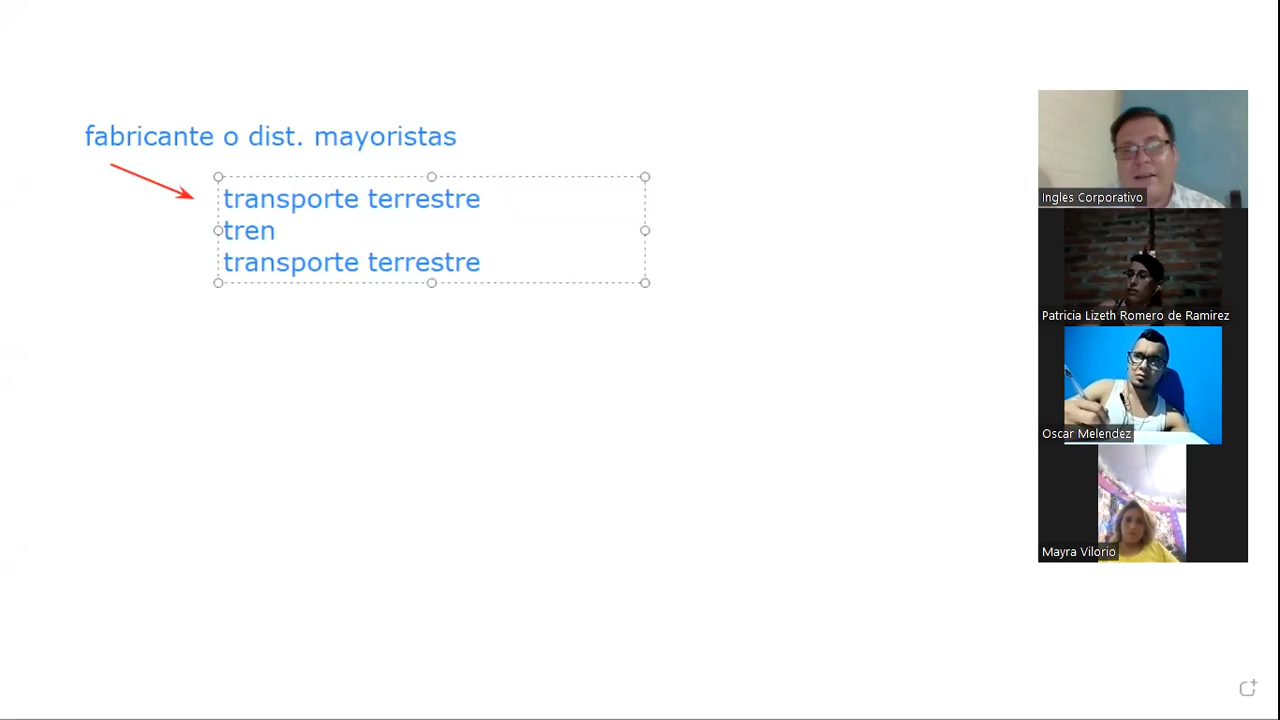 fabricante o dist. mayoristas
transporte terrestre
tren
transporte terrestre
Ingles Corporativo
Patricia Lizeth Romero de Ramirez
Oscar Melendez
Mayra Vilorio